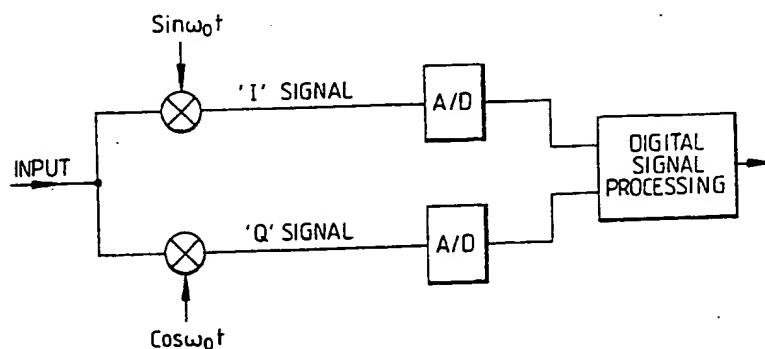 Sinω₀t
'I' SIGNAL
A/D
INPUT
DIGITAL
SIGNAL
PROCESSING
'Q' SIGNAL
A/D
Cosω₀t